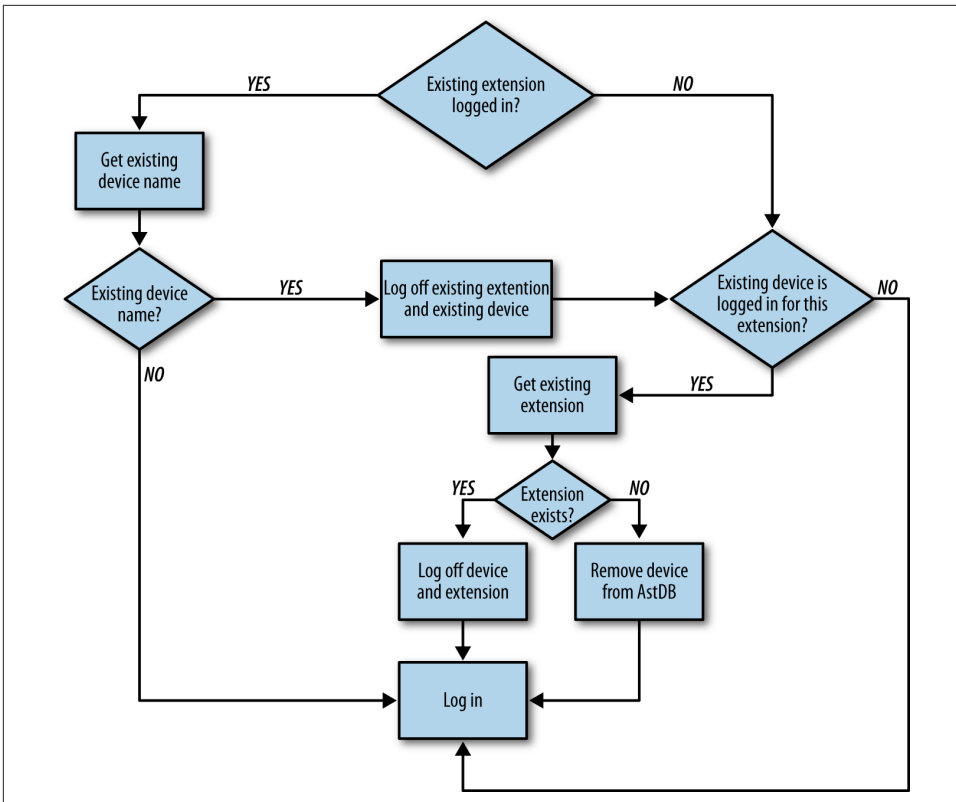 Existing extension
logged in?
YES
NO
Get existing
device name
Existing device
name?
YES
Log off existing extention
and existing device
Existing device is
logged in for this
extension?
NO
NO
YES
Get existing
extension
YES
Extension
exists?
NO
Log off device
and extension
Remove device
from AstDB
Log in